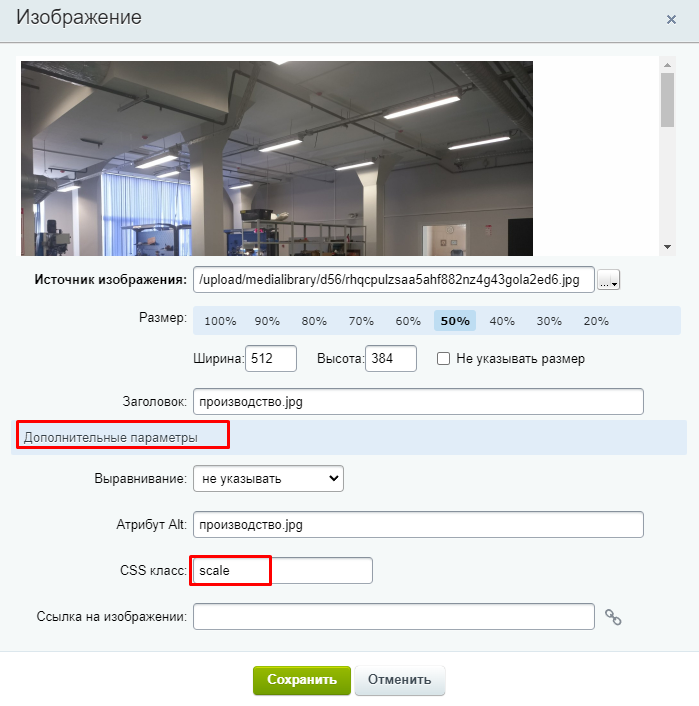 Изображение
Источник изображения: /upload/medialibrary/d56/rhqcpulzsaa5ahf882nz4g43gola2ed6.jpg ...
Размер: 100% 90% 80% 70% 60% 50% 40% 30% 20%
Ширина: 512 Высота: 384 Не указывать размер
Заголовок: производство.jpg
Дополнительные параметры
Выравнивание: не указывать
Атрибут Alt: производство.jpg
CSS класс: scale
Ссылка на изображении:
Сохранить Отменить